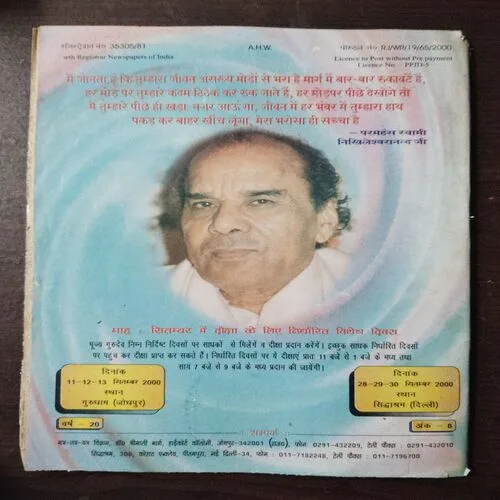 रजिस्ट्रेशन नं० 35305/81
A.H.W.
पोस्टल नं० RJ/WR/19/65/2000
with Registrar Newspapers of India
Licence to Post without Pre payment
Licence No. PPJD-5
मैं जानता हूं कि तुम्हारा जीवन असंख्य मोड़ों से भरा है मार्ग में बार-बार रुकावटें हैं,
हर मोड़ पर तुम्हारे कदम ठिठक कर रुक जाते हैं, हर मोड़पर पीछे देखोगे तो
मैं तुम्हारे पीछे ही खड़ा नजर आऊं गा, जीवन में हर भंवर में तुम्हारा हाथ
पकड़ कर बाहर खींच लूंगा, मेरा भरोसा ही सच्चा है
- परमहंस स्वामी
निखिलेश्वरानन्द जी
माह : सितम्बर में दीक्षा के लिए निर्धारित विशेष दिवस
पूज्य गुरुदेव निम्न निर्दिष्ट दिवसों पर साधकों से मिलेंगे व दीक्षा प्रदान करेंगे। इच्छुक साधक निर्धारित दिवसों
पर पहुंच कर दीक्षा प्राप्त कर सकते हैं। निर्धारित दिवसों पर ये दीक्षाएं प्रातः 11 बजे से 1 बजे के मध्य तथा
सायं 7 बजे से 9 बजे के मध्य प्रदान की जायेंगी।
दिनांक
11-12-13 सितम्बर 2000
स्थान
गुरुधाम (जोधपुर)
दिनांक
28-29-30 सितम्बर 2000
स्थान
सिद्धाश्रम (दिल्ली)
वर्ष - 20
सम्पर्क
अंक - 8
मंत्र-तंत्र-यंत्र विज्ञान, डॉ० श्रीमाली मार्ग, हाईकोर्ट कॉलोनी, जोधपुर-342001 (राज०), फोन : 0291-432209, टेली फैक्स : 0291-432010
सिद्धाश्रम, 306, कोहाट एन्क्लेव, पीतमपुरा, नई दिल्ली-34, फोन : 011-7182248, टेली फैक्स : 011-7196700